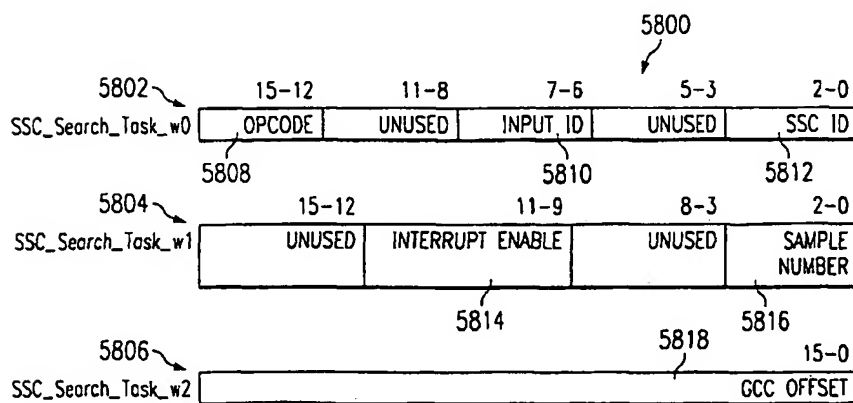 5800
5802 15-12 11-8 7-6 5-3 2-0
SSC_Search_Task_w0 OPCODE UNUSED INPUT ID UNUSED SSC ID
5808 5810 5812
5804 15-12 11-9 8-3 2-0
SSC_Search_Task_w1 UNUSED INTERRUPT ENABLE UNUSED SAMPLE
NUMBER
5814 5816
5806 5818 15-0
SSC_Search_Task_w2 GCC OFFSET